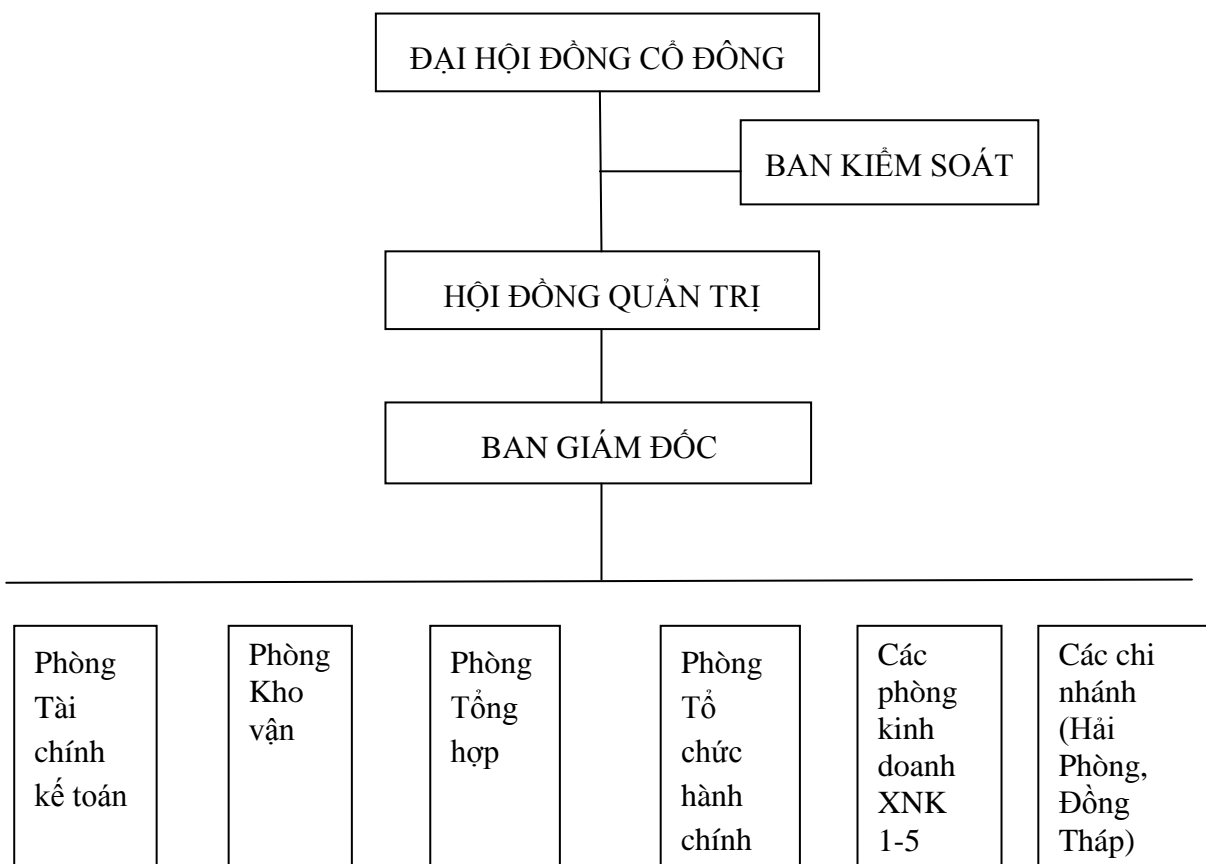 ĐẠI HỘI ĐỒNG CỔ ĐÔNG
BAN KIỂM SOÁT
HỘI ĐỒNG QUẢN TRỊ
BAN GIÁM ĐỐC
Phòng
Tài
chính
kế toán
Phòng
Kho
vận
Phòng
Tổng
hợp
Phòng
Tổ
chức
hành
chính
Các
phòng
kinh
doanh
XNK
1-5
Các chi
nhánh
(Hải
Phòng,
Đồng
Tháp)